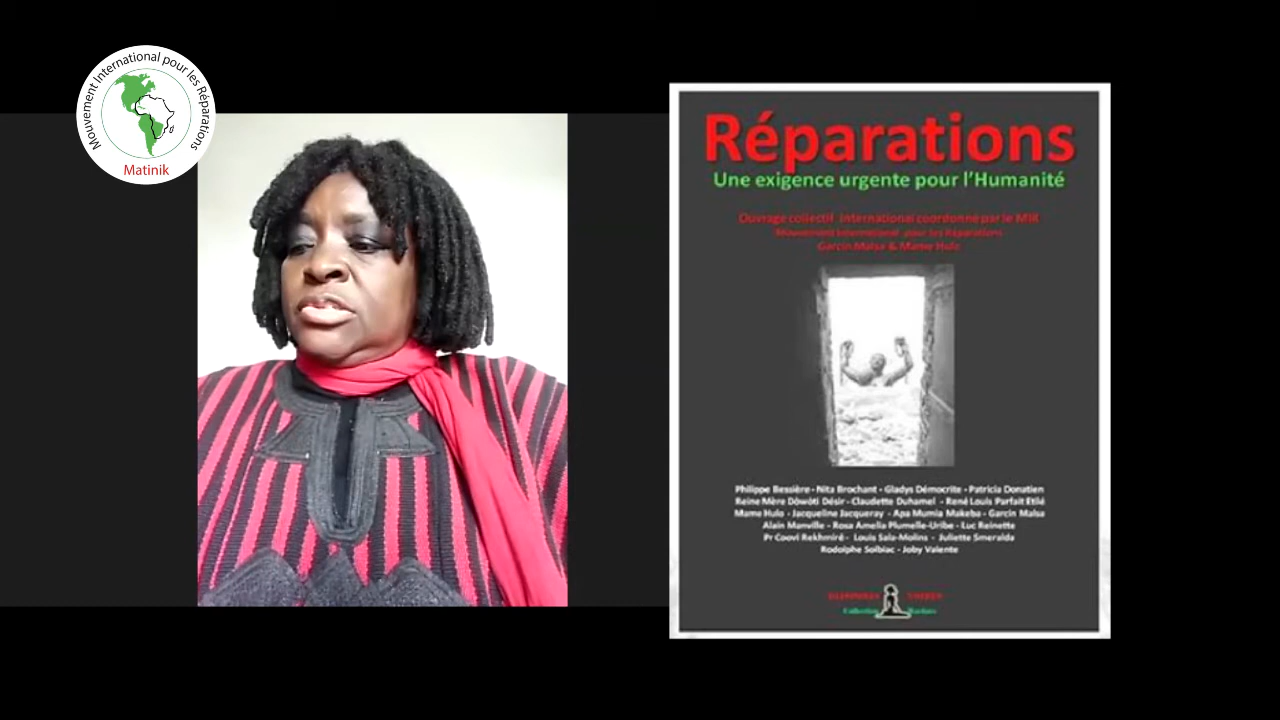 Mouvement International pour les Réparations
Matinik
Réparations
Une exigence urgente pour l'Humanité
Ouvrage collectif International coordonné par le MIR
Mouvement International pour les Réparations
Garcin Malsa & Mame Hulo
Philippe Bessière - Nita Brochant - Gladys Démocrite - Patricia Donatien
Reine Mère Dòwòti Désir - Claudette Duhamel - René Louis Parfait Etilé
Mame Hulo - Jacqueline Jacqueray - Apa Mumia Makeba - Garcin Malsa
Alain Manville - Rosa Amelia Plumelle-Uribe - Luc Reinette
Pr Coovi Rekhmiré - Louis Sala-Molins - Juliette Smeralda
Rodolphe Solbiac - Joby Valente
Collection